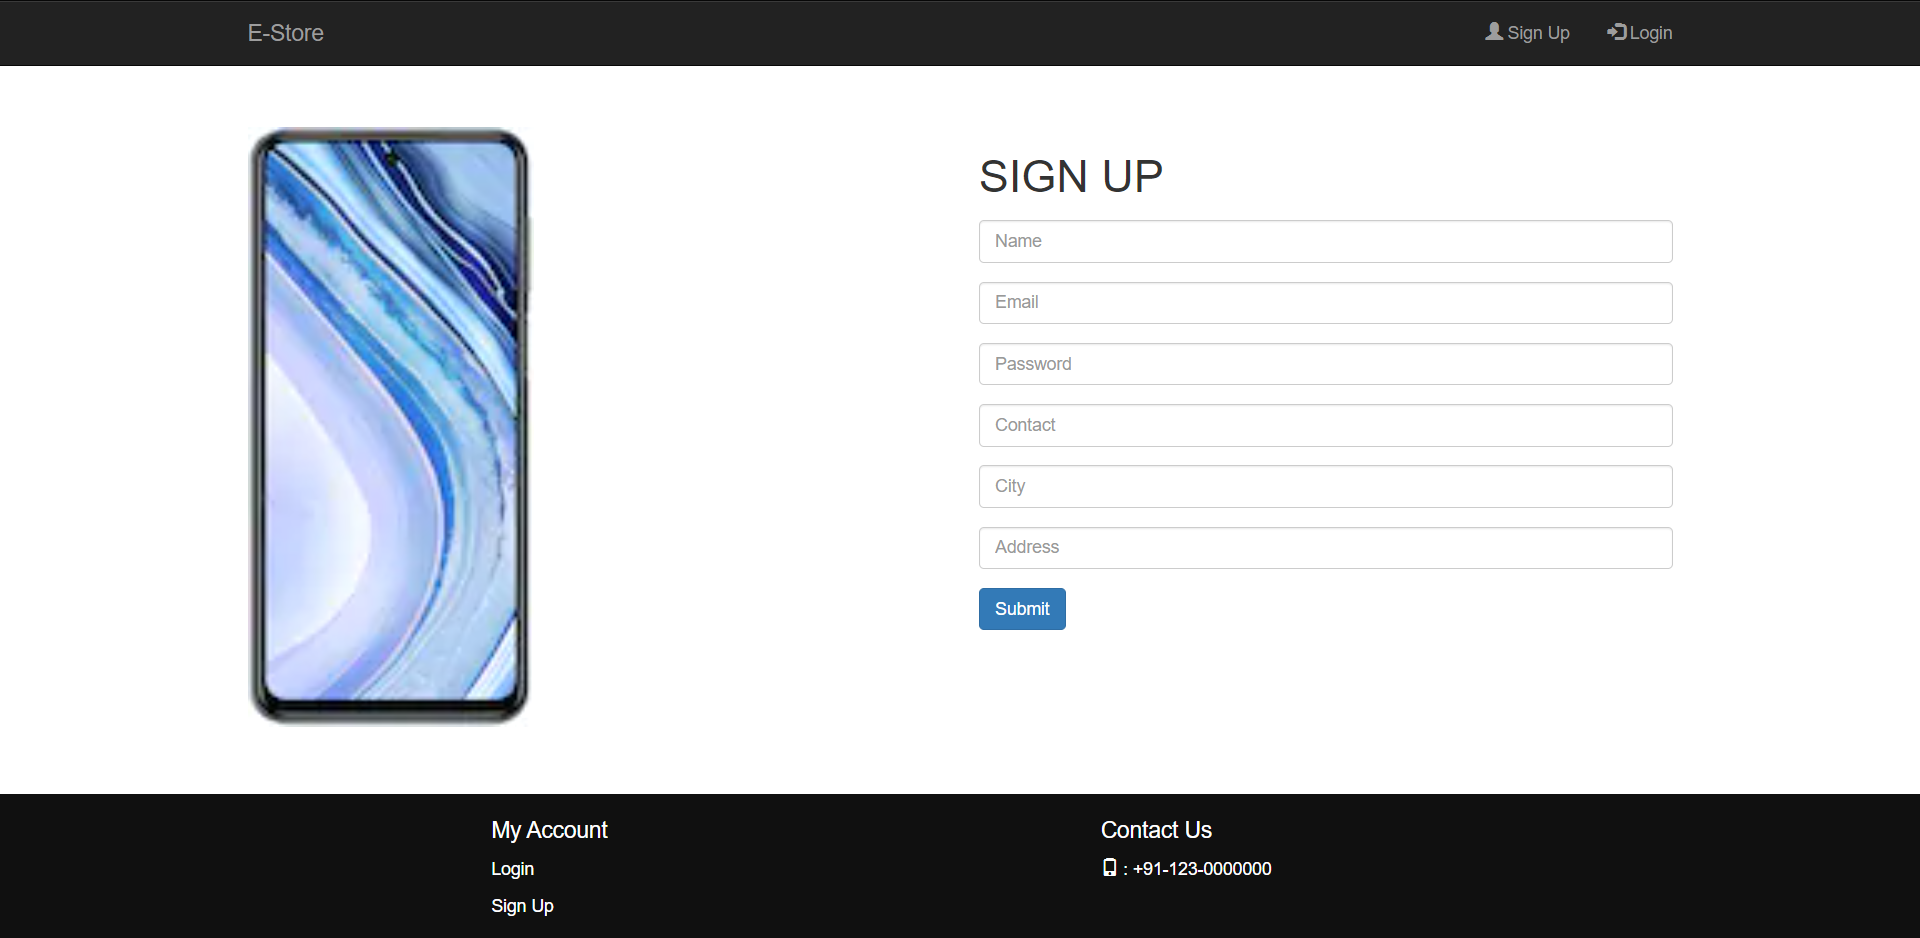 E-Store
Sign Up
Login
SIGN UP
Name
Email
Password
Contact
City
Address
Submit
My Account
Login
Sign Up
Contact Us
: +91-123-0000000